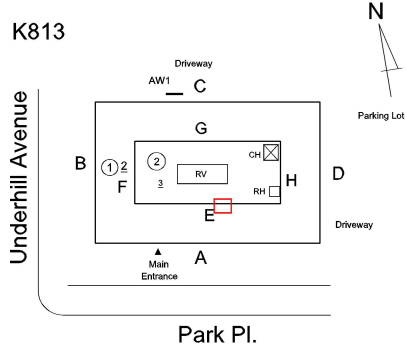 N
K813
Driveway
AW1
C
Parking Lot
Underhill Avenue
G
CH
B
1
2
2
RV
D
F
3
RH
H
E
Driveway
A
Main
Entrance
Park Pl.